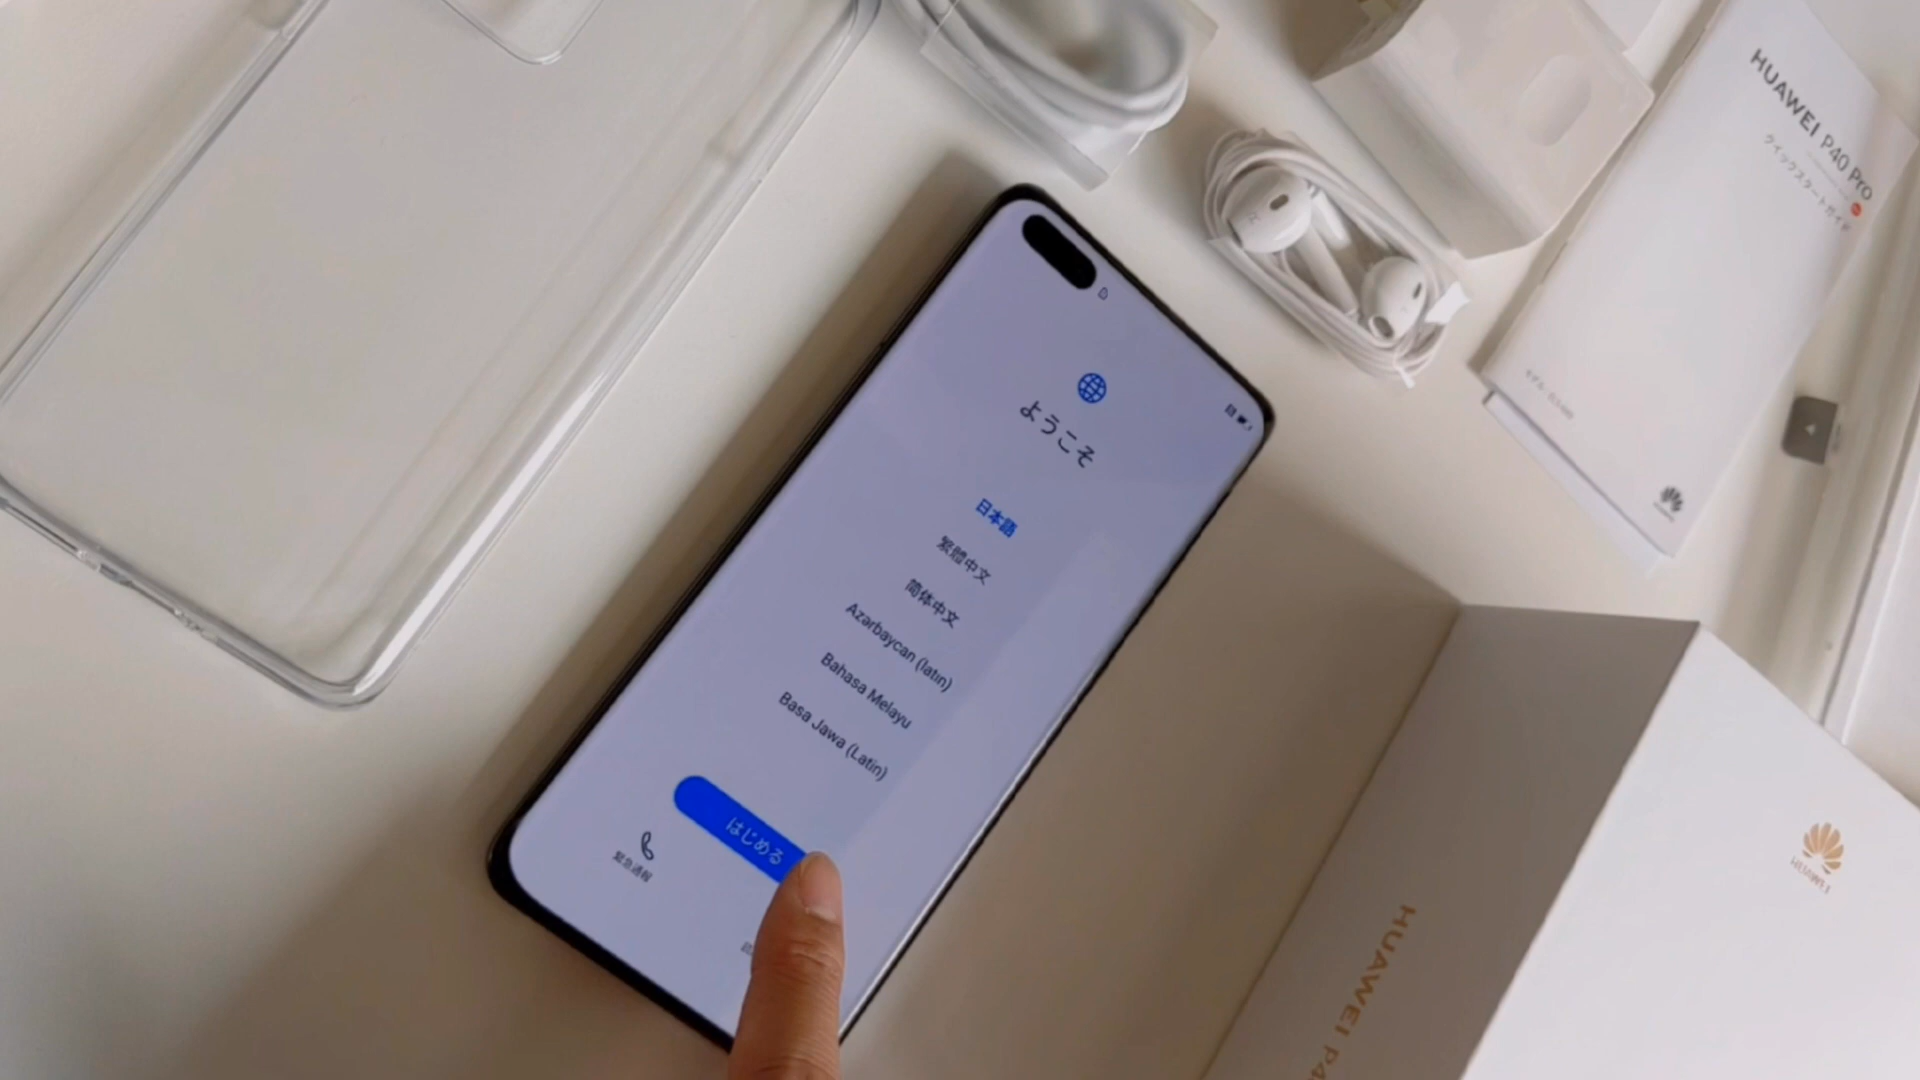 ようこそ
日本語
繁體中文
简体中文
Azərbaycan (latın)
Bahasa Melayu
Basa Jawa (Latin)
はじめる
緊急通報
HUAWEI P40 Pro
クイックスタートガイド
HUAWEI
HUAWEI P4